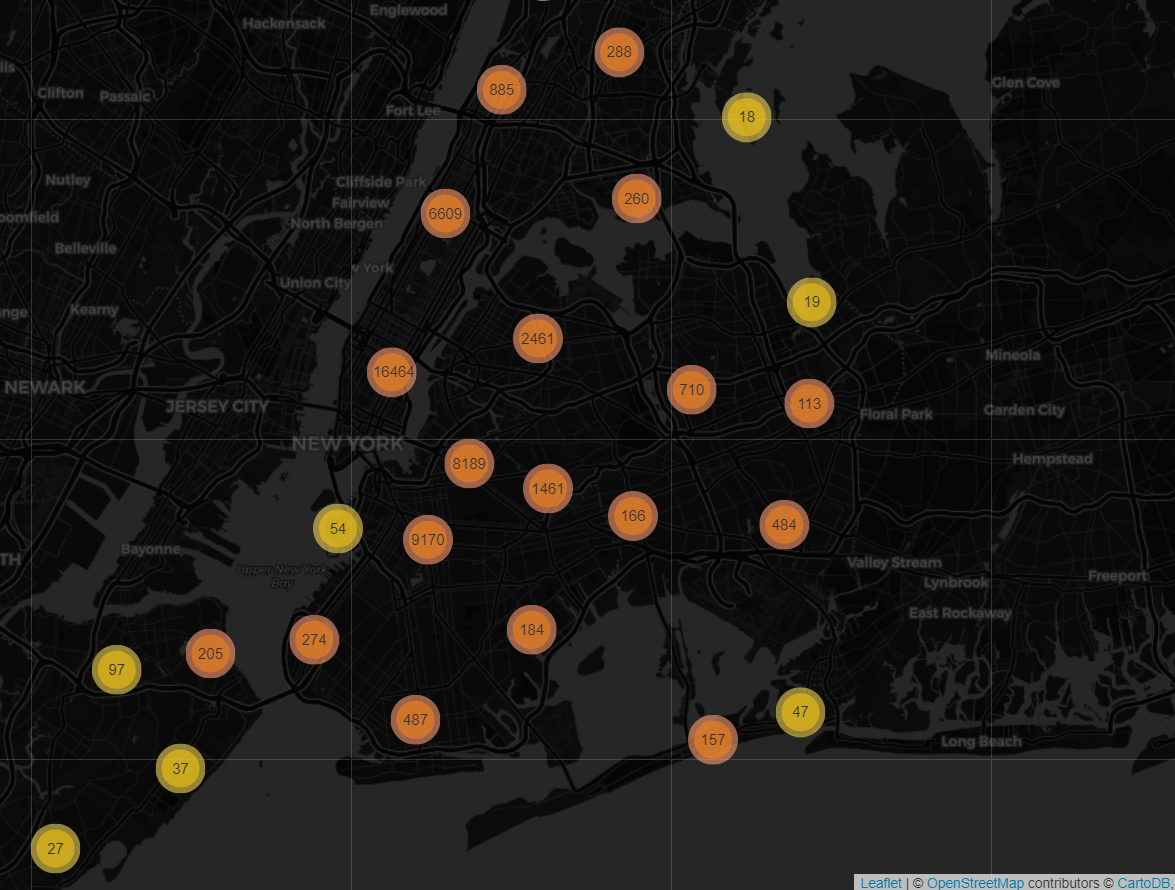 Englewood
Hackensack
288
885
Glen Cove
Clifton
Passaic
Fort Lee
18
Nutley
Cliffside Park
260
Fairview
6609
North Bergen
Belleville
Union City
19
Kearny
2461
Mineola
16464
NEWARK
710
JERSEY CITY
113
Floral Park
Garden City
NEW YORK
Hempstead
8189
1461
166
484
54
9170
Bayonne
Valley Stream
Upper New York
Bay
Freeport
Lynbrook
East Rockaway
184
274
205
97
47
487
157
Long Beach
37
27
Leaflet | © OpenStreetMap contributors © CartoDB